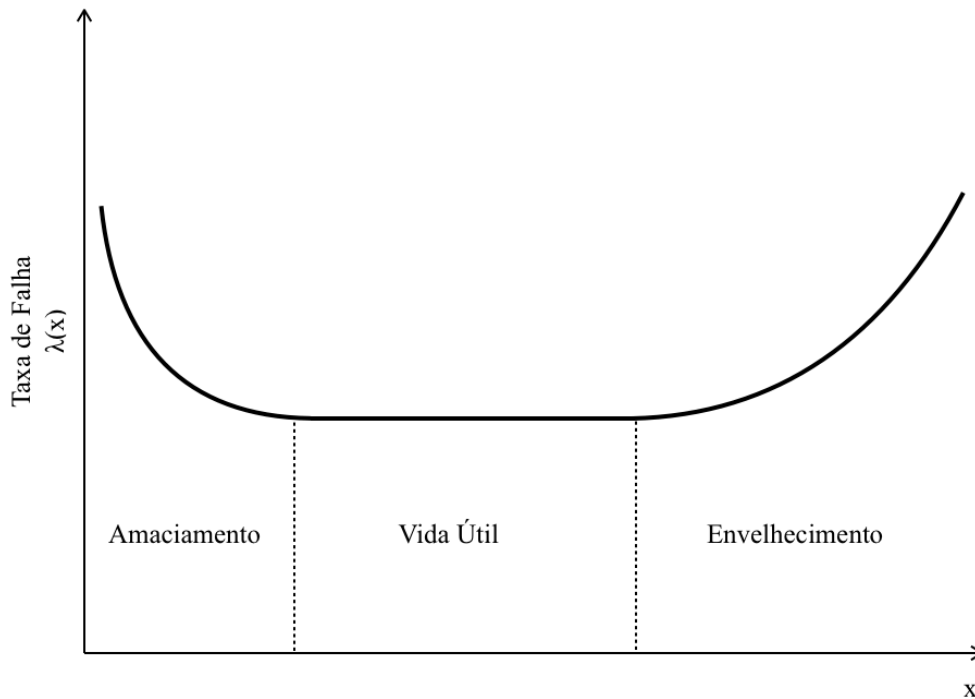 Taxa de Falha
λ(x)
Amaciamento
Vida Útil
Envelhecimento
x